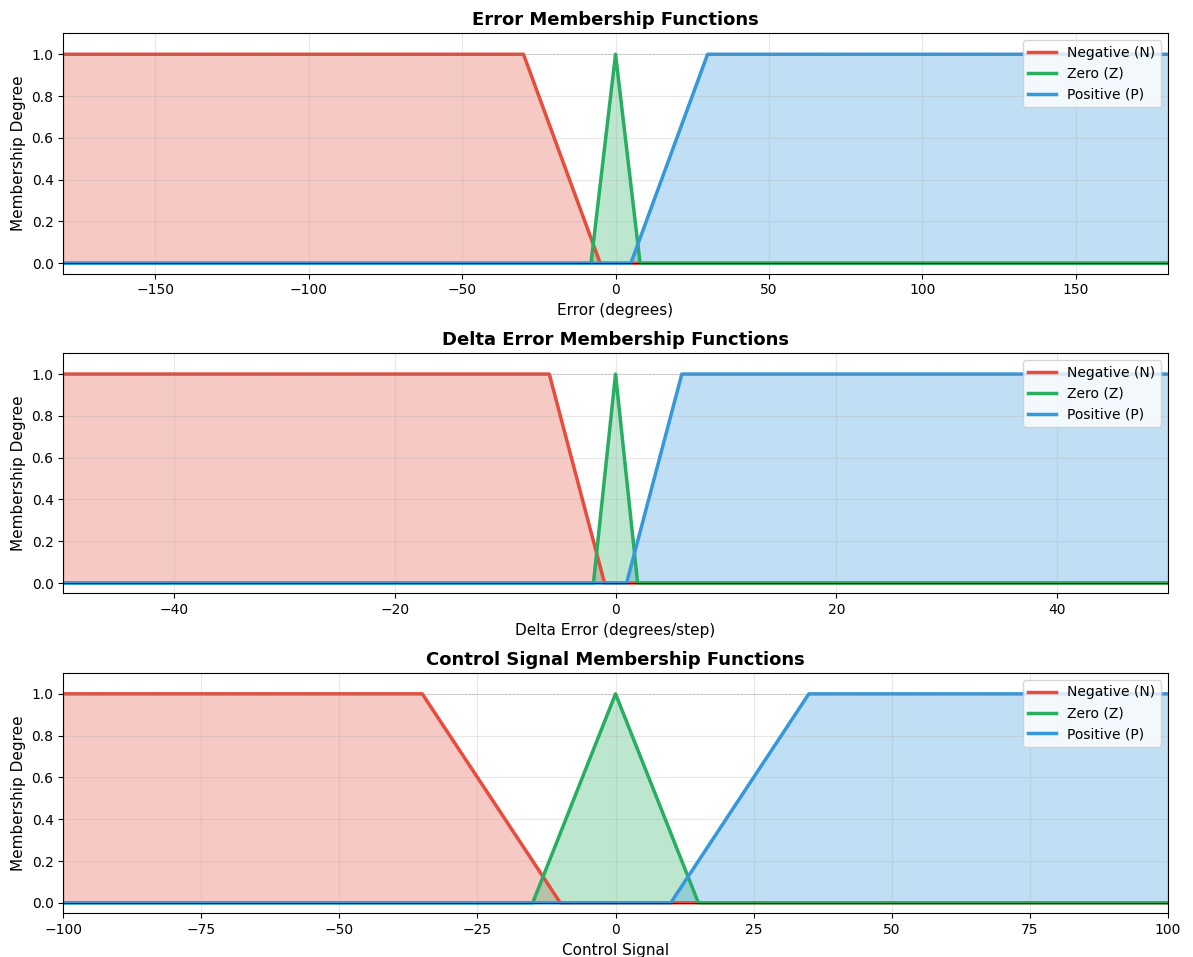 Error Membership Functions
1.0
0.8
0.6
0.4
0.2
0.0
Membership Degree
Negative (N)
Zero (Z)
Positive (P)
−150 −100 −50 0 50 100 150
Error (degrees)
Delta Error Membership Functions
1.0
0.8
0.6
0.4
0.2
0.0
Membership Degree
Negative (N)
Zero (Z)
Positive (P)
−40 −20 0 20 40
Delta Error (degrees/step)
Control Signal Membership Functions
1.0
0.8
0.6
0.4
0.2
0.0
Membership Degree
Negative (N)
Zero (Z)
Positive (P)
−100 −75 −50 −25 0 25 50 75 100
Control Signal